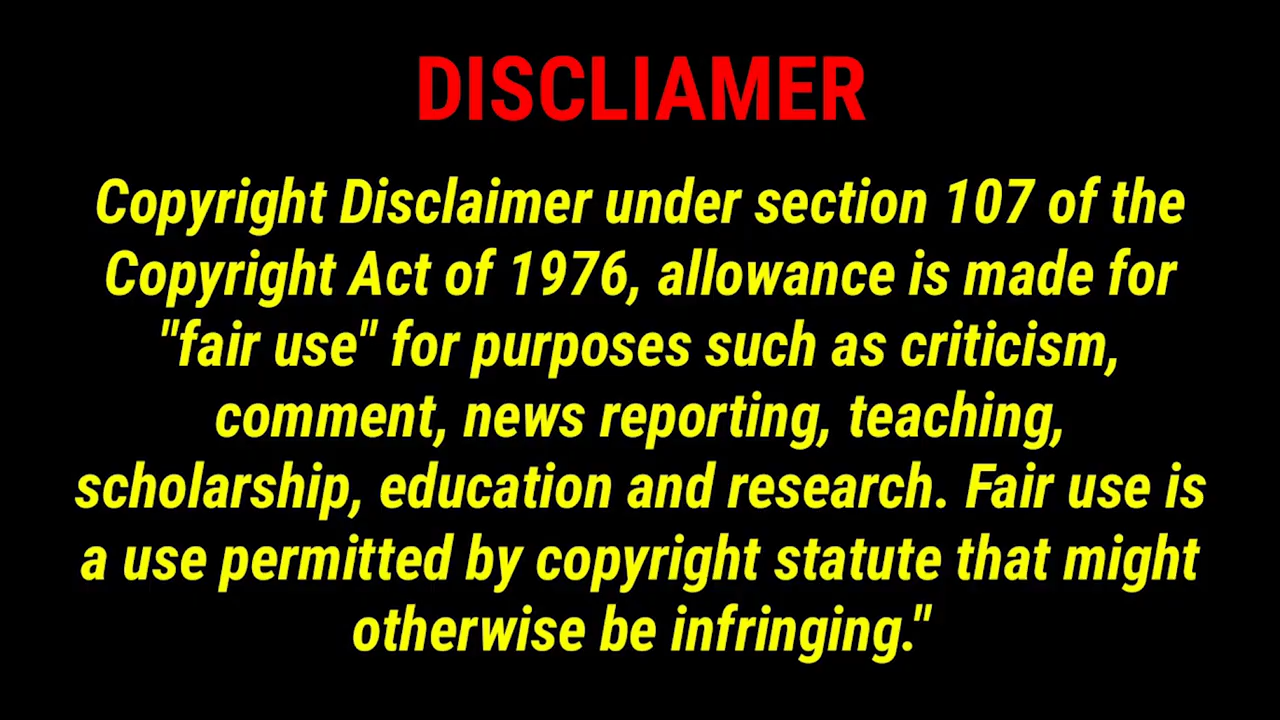 DISCLIAMER
Copyright Disclaimer under section 107 of the
Copyright Act of 1976, allowance is made for
"fair use" for purposes such as criticism,
comment, news reporting, teaching,
scholarship, education and research. Fair use is
a use permitted by copyright statute that might
otherwise be infringing."